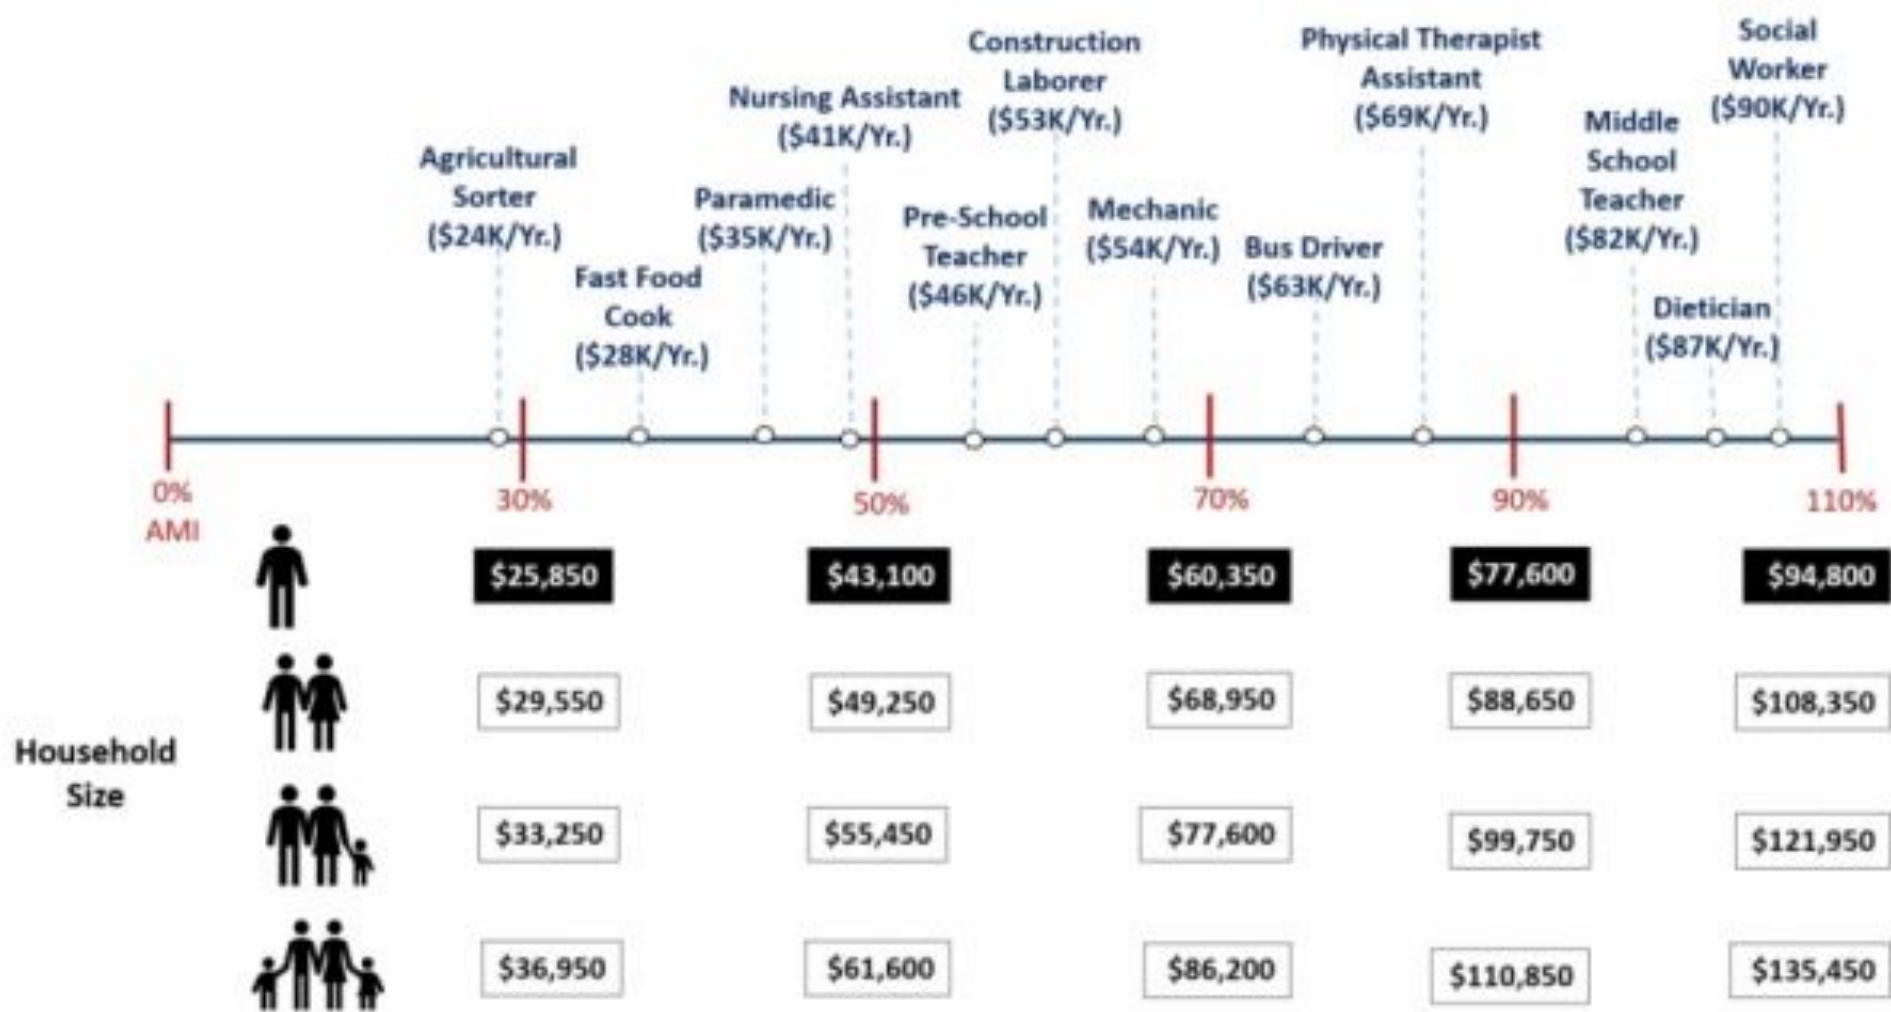 Agricultural
Sorter
($24K/Yr.)
Fast Food
Cook
($28K/Yr.)
Paramedic
($35K/Yr.)
Nursing Assistant
($41K/Yr.)
Pre-School
Teacher
($46K/Yr.)
Construction
Laborer
($53K/Yr.)
Mechanic
($54K/Yr.)
Bus Driver
($63K/Yr.)
Physical Therapist
Assistant
($69K/Yr.)
Middle
School
Teacher
($82K/Yr.)
Dietician
($87K/Yr.)
Social
Worker
($90K/Yr.)
0% 30% 50% 70% 90% 110%
AMI
$25,850 $43,100 $60,350 $77,600 $94,800
$29,550 $49,250 $68,950 $88,650 $108,350
Household
Size
$33,250 $55,450 $77,600 $99,750 $121,950
$36,950 $61,600 $86,200 $110,850 $135,450